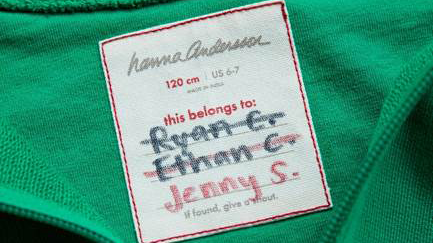 hanna Andersson
120 cm | US 6-7
MADE IN INDIA
this belongs to:
Ryan C.
Ethan C.
Jenny S.
If found, give a shout.